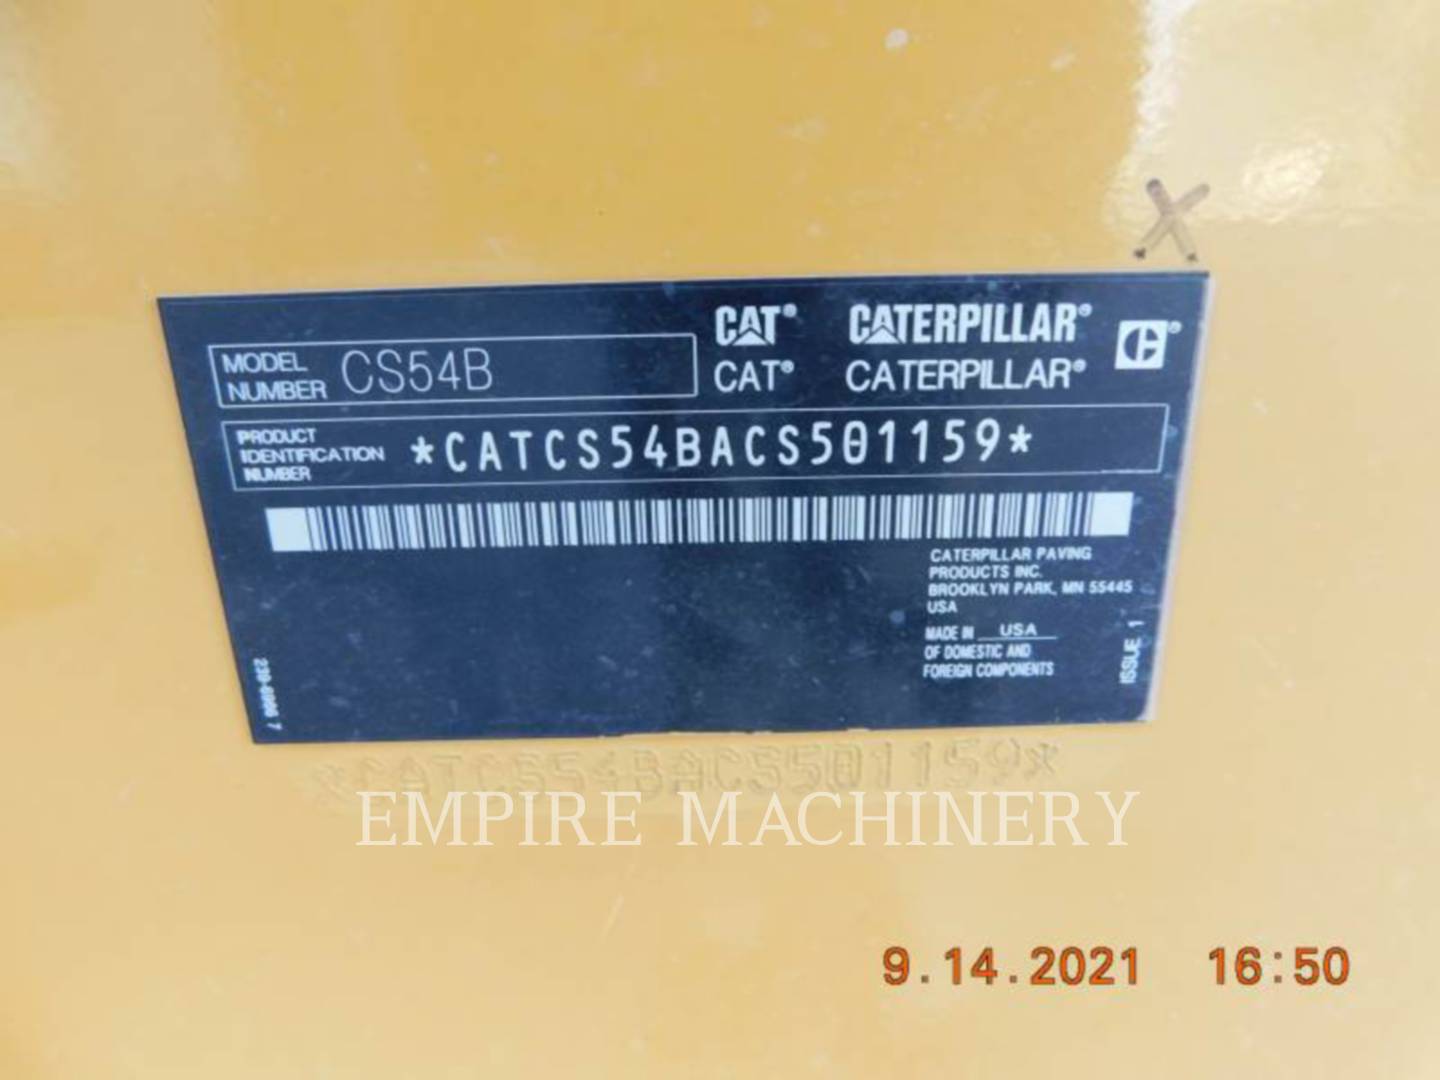 X
CAT® CATERPILLAR®
CAT® CATERPILLAR®
MODEL NUMBER CS54B
PRODUCT IDENTIFICATION NUMBER *CATCS54BACS501159*
CATERPILLAR PAVING
PRODUCTS INC.
BROOKLYN PARK, MN 55445
USA
MADE IN USA
OF DOMESTIC AND
FOREIGN COMPONENTS
ISSUE 1
*CATCS54BACS501159*
EMPIRE MACHINERY
9.14.2021 16:50